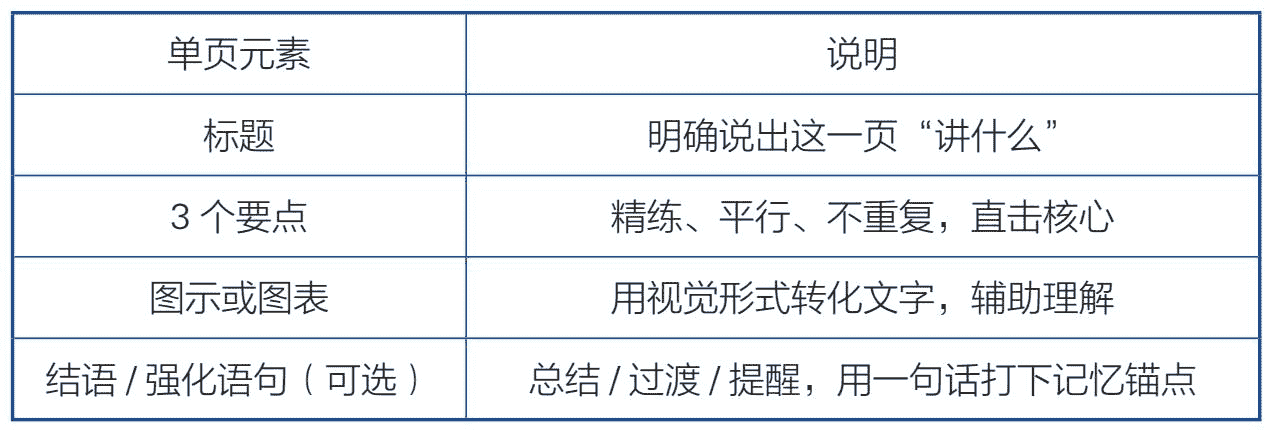 单页元素 说明
标题 明确说出这一页“讲什么”
3 个要点 精练、平行、不重复，直击核心
图示或图表 用视觉形式转化文字，辅助理解
结语 / 强化语句（可选） 总结 / 过渡 / 提醒，用一句话打下记忆锚点